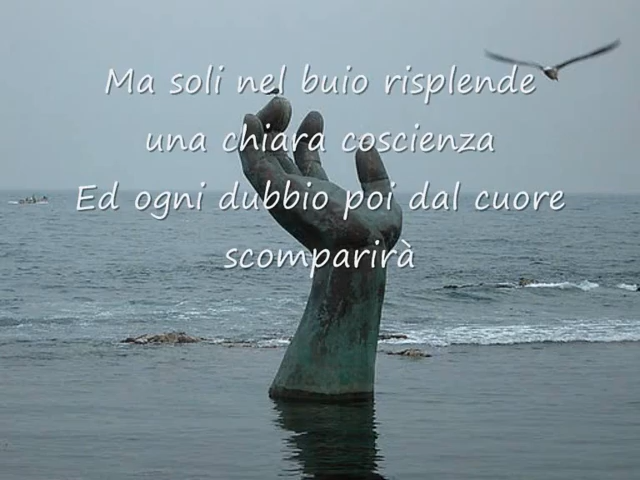 Ma soli nel buio risplende
una chiara coscienza
Ed ogni dubbio poi dal cuore
scomparirà